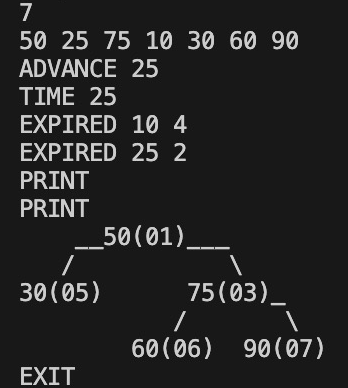 7
50 25 75 10 30 60 90
ADVANCE 25
TIME 25
EXPIRED 10 4
EXPIRED 25 2
PRINT
PRINT
    __50(01)___
   /           \
30(05)      75(03)_
           /       \
        60(06)  90(07)
EXIT